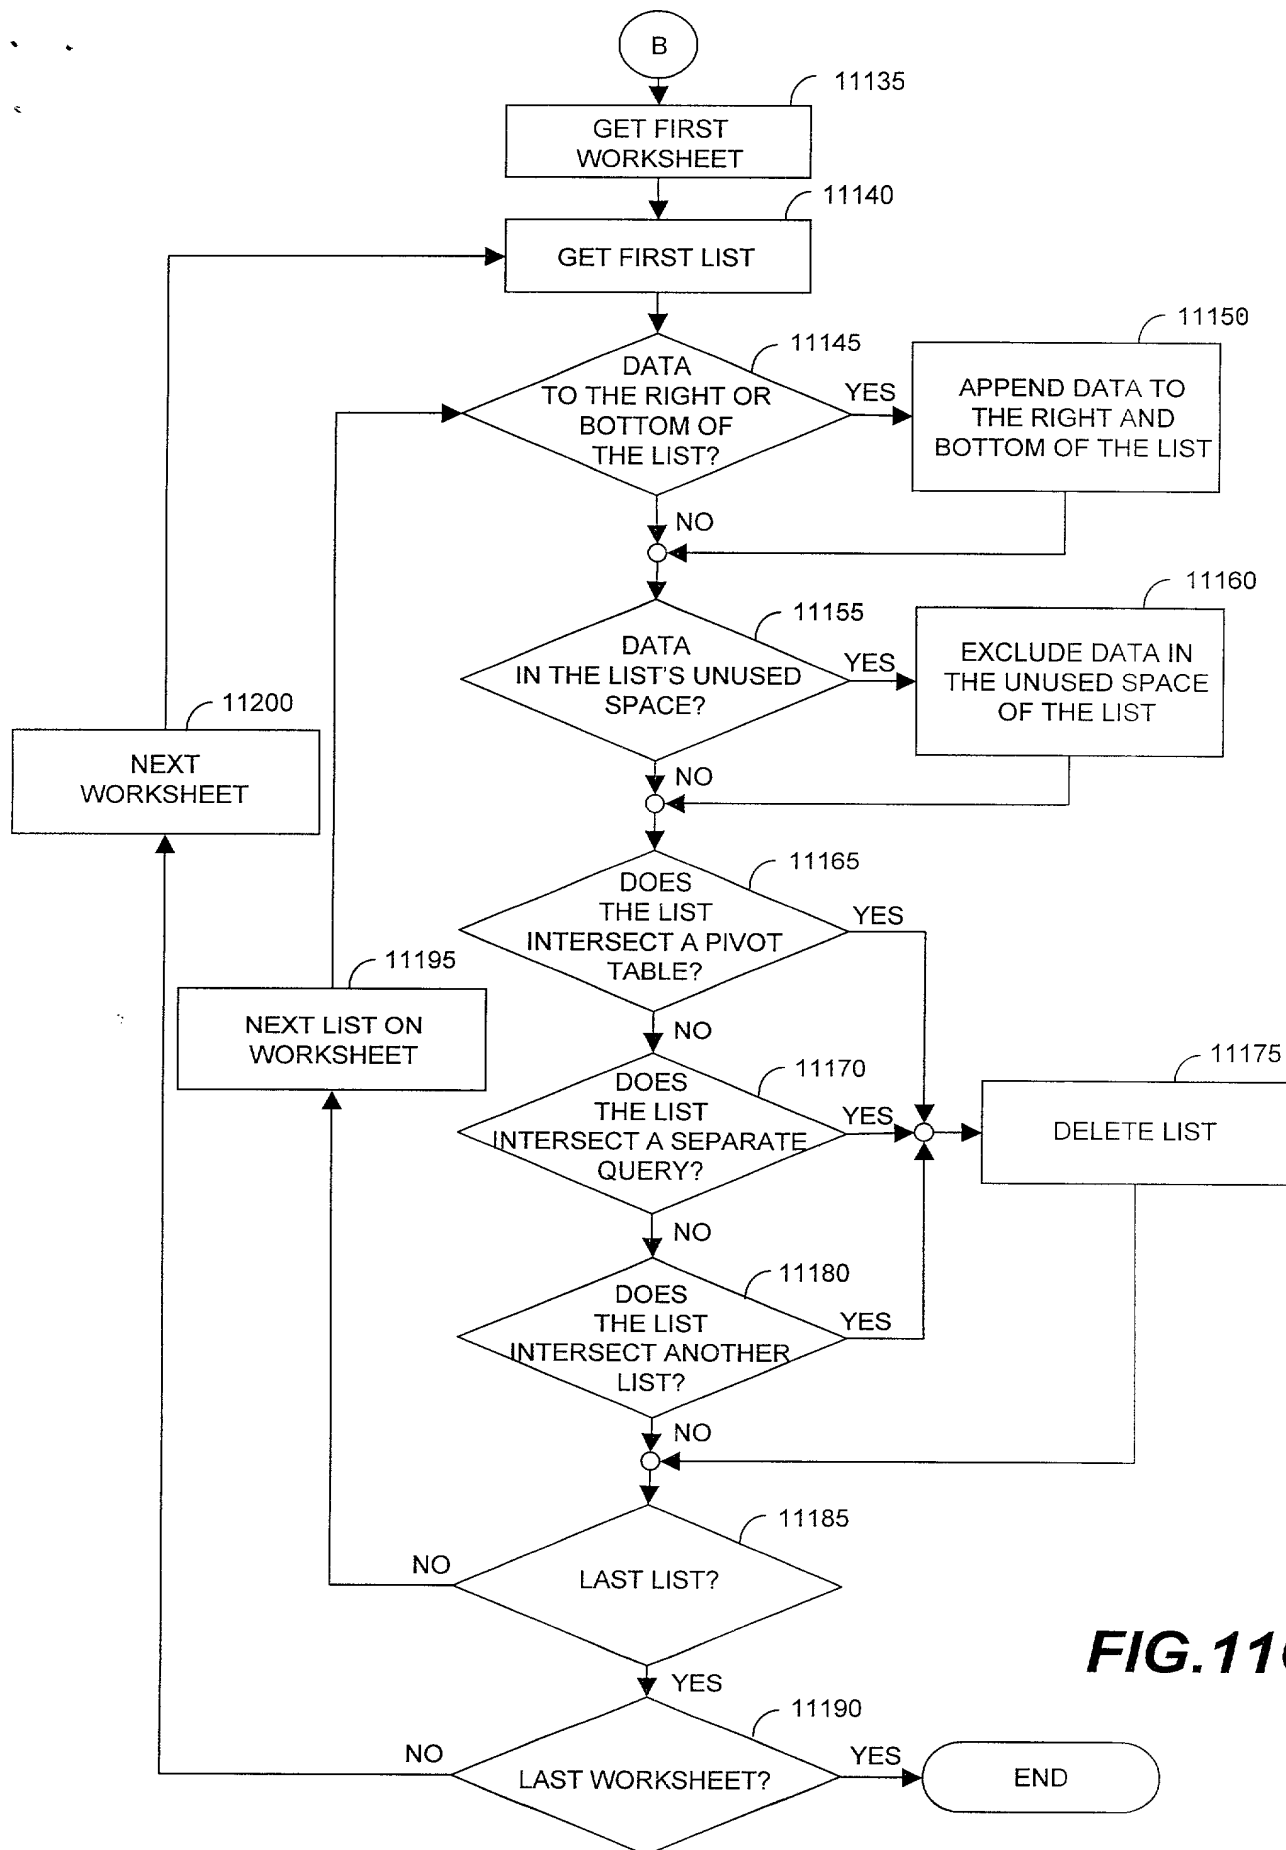 B
11135
GET FIRST
WORKSHEET
11140
GET FIRST LIST
11145
DATA
TO THE RIGHT OR
BOTTOM OF
THE LIST?
YES
11150
APPEND DATA TO
THE RIGHT AND
BOTTOM OF THE LIST
NO
11155
DATA
IN THE LIST'S UNUSED
SPACE?
YES
11160
EXCLUDE DATA IN
THE UNUSED SPACE
OF THE LIST
NO
11200
NEXT
WORKSHEET
11165
DOES
THE LIST
INTERSECT A PIVOT
TABLE?
YES
NO
11195
NEXT LIST ON
WORKSHEET
11170
DOES
THE LIST
INTERSECT A SEPARATE
QUERY?
YES
11175
DELETE LIST
NO
11180
DOES
THE LIST
INTERSECT ANOTHER
LIST?
YES
NO
11185
LAST LIST?
NO
YES
FIG.11
11190
LAST WORKSHEET?
NO
YES
END